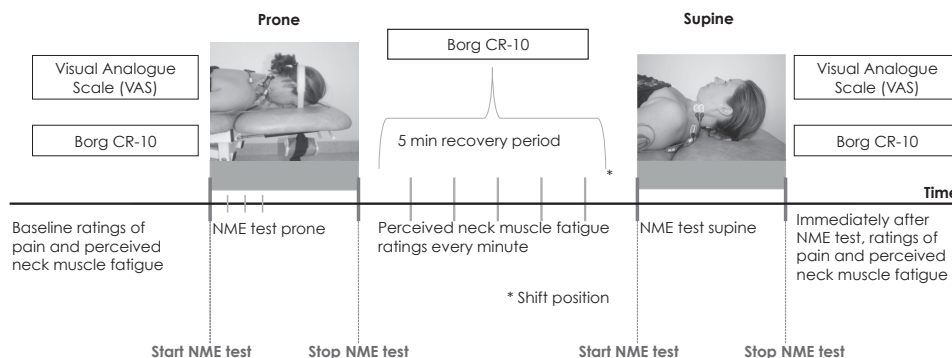 Prone
Supine
Visual Analogue
Scale (VAS)
Borg CR-10
Borg CR-10
5 min recovery period
*
Visual Analogue
Scale (VAS)
Borg CR-10
Time
Baseline ratings of
pain and perceived
neck muscle fatigue
NME test prone
Perceived neck muscle fatigue
ratings every minute
NME test supine
Immediately after
NME test, ratings of
pain and perceived
neck muscle fatigue
* Shift position
Start NME test
Stop NME test
Start NME test
Stop NME test